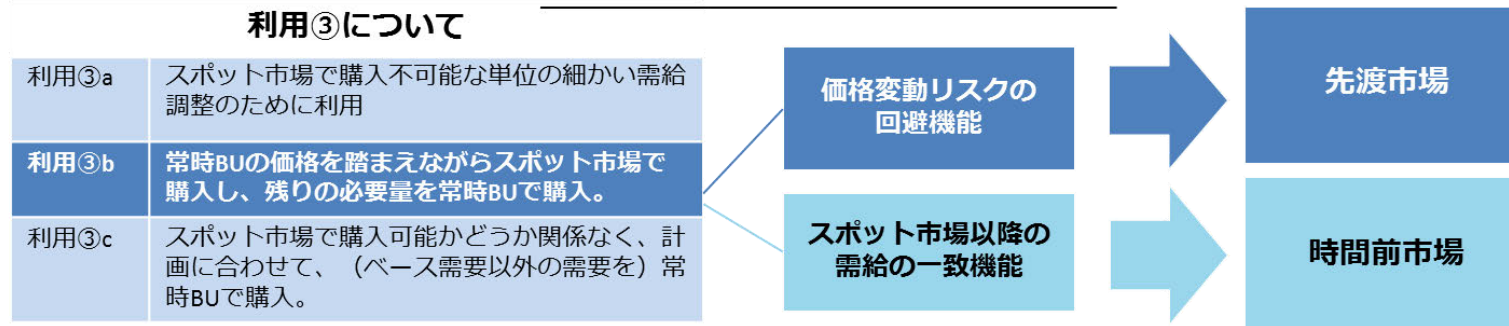 利用③について
利用③a
スポット市場で購入不可能な単位の細かい需給
調整のために利用
利用③b
常時BUの価格を踏まえながらスポット市場で
購入し、残りの必要量を常時BUで購入。
利用③c
スポット市場で購入可能かどうか関係なく、計
画に合わせて、（ベース需要以外の需要を）常
時BUで購入。
価格変動リスクの
回避機能
先渡市場
スポット市場以降の
需給の一致機能
時間前市場